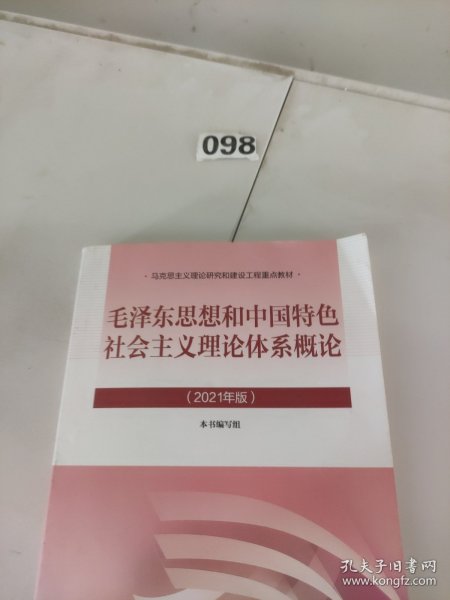 098
·马克思主义理论研究和建设工程重点教材·
毛泽东思想和中国特色
社会主义理论体系概论
（2021年版）
本书编写组
孔夫子旧书网
www.kongfz.com